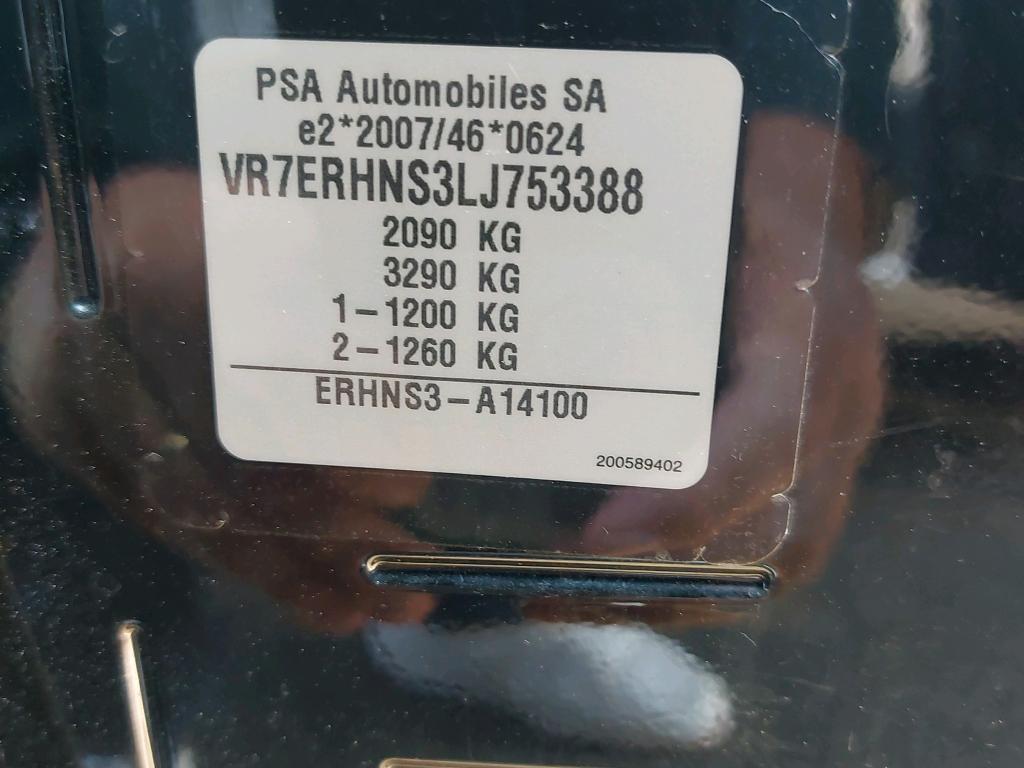 PSA Automobiles SA
e2*2007/46*0624
VR7ERHNS3LJ753388
2090 KG
3290 KG
1-1200 KG
2-1260 KG
ERHNS3-A14100
200589402